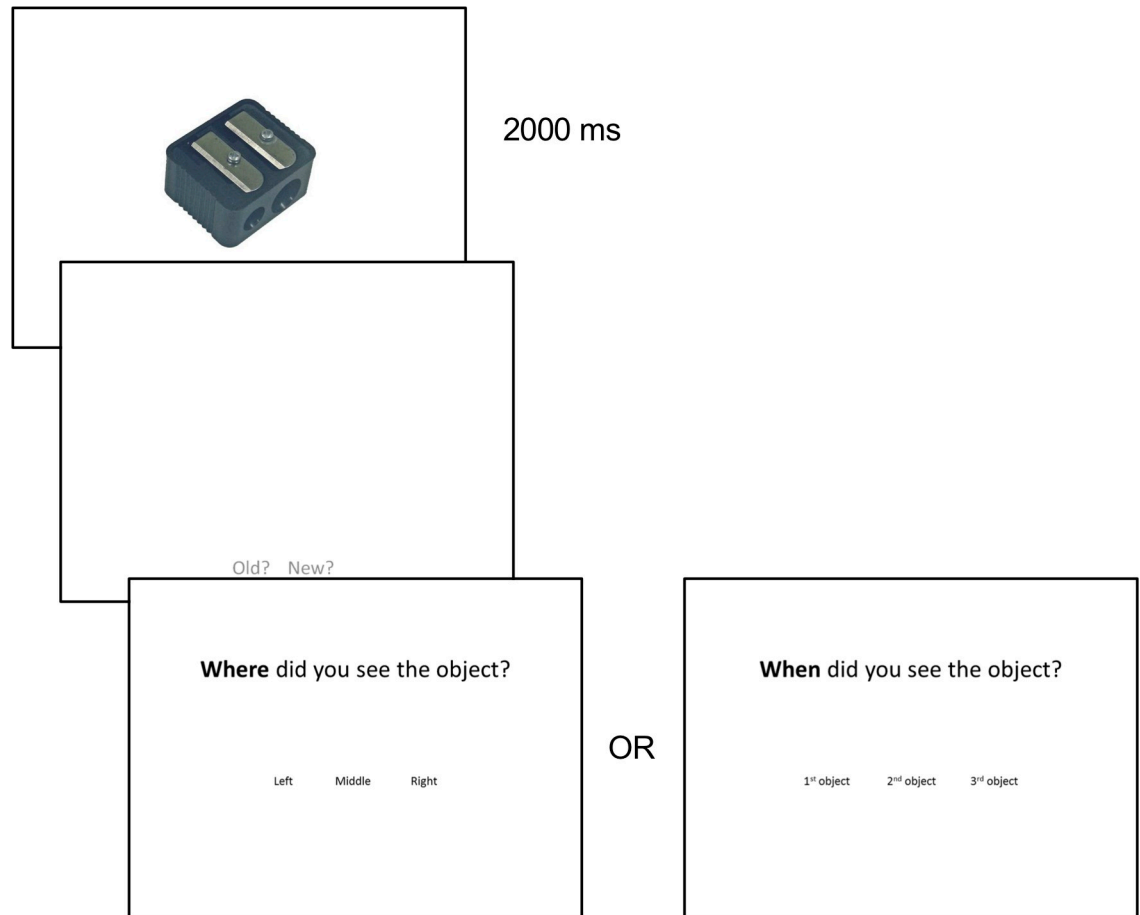 2000 ms
Old? New?
Where did you see the object?
Left Middle Right
OR
When did you see the object?
1st object 2nd object 3rd object